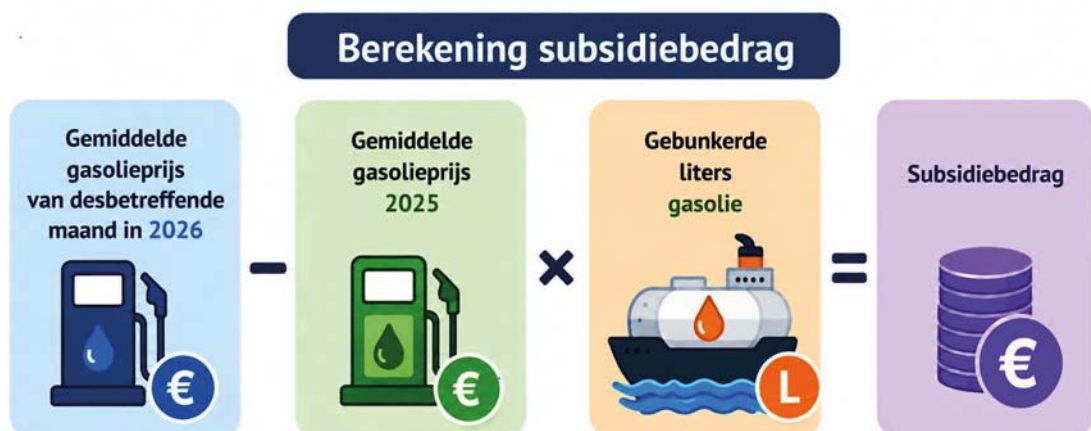 Berekening subsidiebedrag
Gemiddelde
gasolieprijs
van desbetreffende
maand in 2026
€
−
Gemiddelde
gasolieprijs
2025
€
×
Gebunkerde
liters
gasolie
L
=
Subsidiebedrag
€